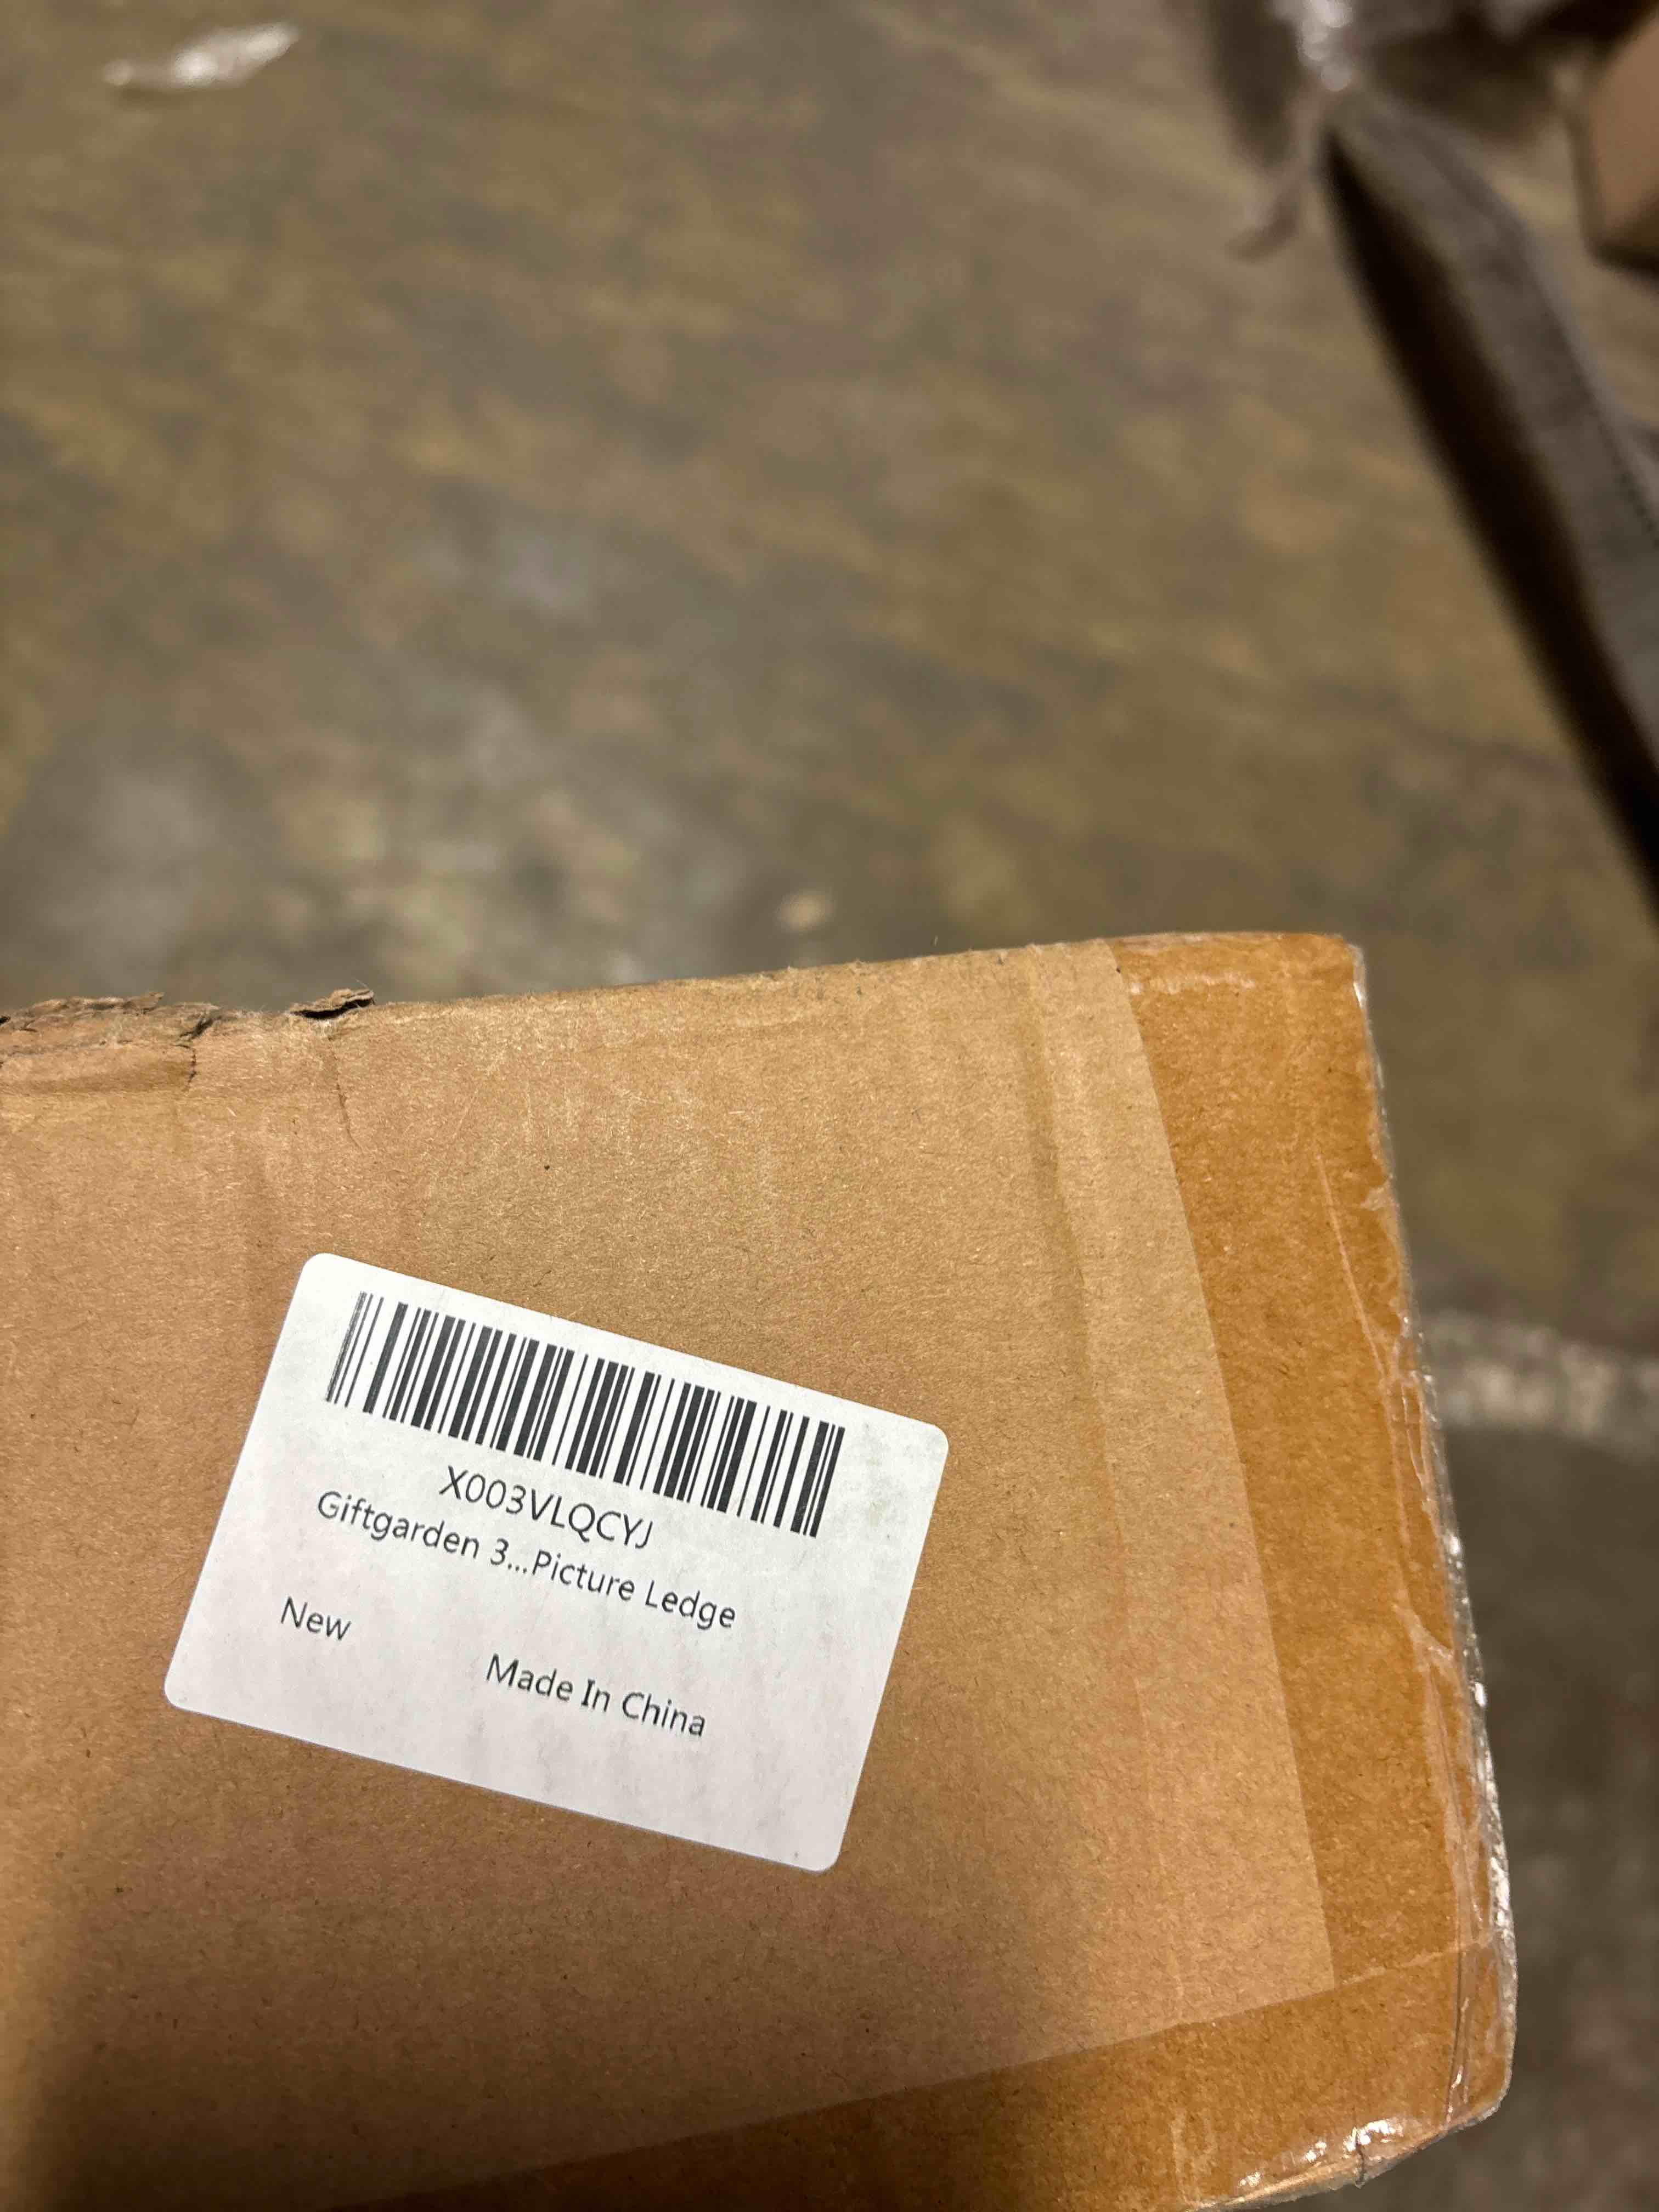 X003VLQCYJ
Giftgarden 3...Picture Ledge
New
Made In China